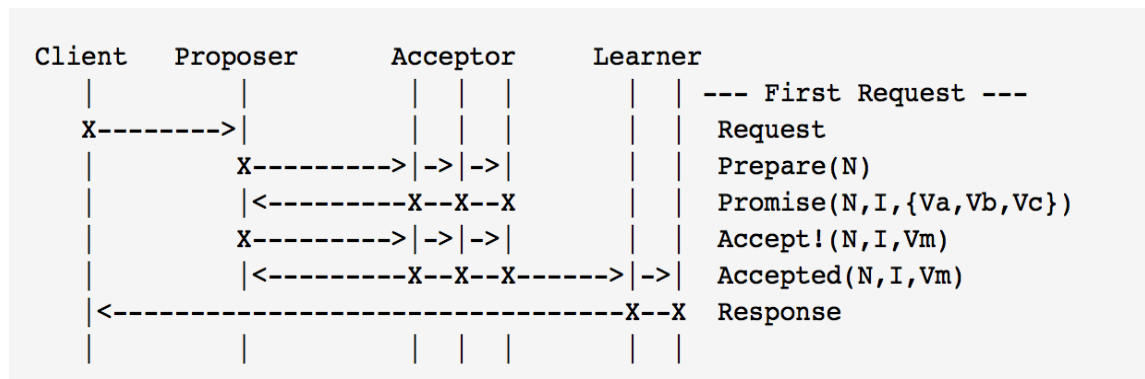 Client   Proposer      Acceptor     Learner
   |         |          |  |  |       |  | --- First Request ---
   X-------->|          |  |  |       |  |  Request
   |         X--------->|->|->|       |  |  Prepare(N)
   |         |<---------X--X--X       |  |  Promise(N,I,{Va,Vb,Vc})
   |         X--------->|->|->|       |  |  Accept!(N,I,Vm)
   |         |<---------X--X--X------>|->|  Accepted(N,I,Vm)
   |<---------------------------------X--X  Response
   |         |          |  |  |       |  |